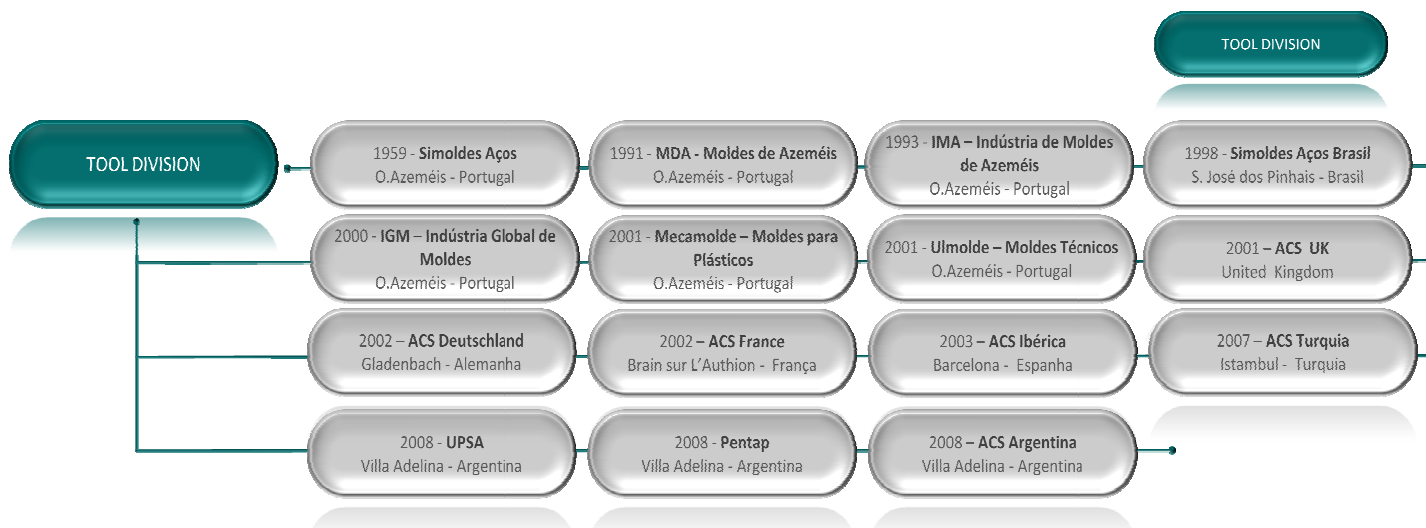 TOOL DIVISION
TOOL DIVISION
1959 - Simoldes Aços
O.Azeméis - Portugal
1991 - MDA - Moldes de Azeméis
O.Azeméis - Portugal
1993 - IMA – Indústria de Moldes
de Azeméis
O.Azeméis - Portugal
1998 - Simoldes Aços Brasil
S. José dos Pinhais - Brasil
2000 - IGM – Indústria Global de
Moldes
O.Azeméis - Portugal
2001 - Mecamolde – Moldes para
Plásticos
O.Azeméis - Portugal
2001 - Ulmolde – Moldes Técnicos
O.Azeméis - Portugal
2001 – ACS UK
United Kingdom
2002 – ACS Deutschland
Gladenbach - Alemanha
2002 – ACS France
Brain sur L'Authion - França
2003 – ACS Ibérica
Barcelona - Espanha
2007 – ACS Turquia
Istambul - Turquia
2008 - UPSA
Villa Adelina - Argentina
2008 - Pentap
Villa Adelina - Argentina
2008 – ACS Argentina
Villa Adelina - Argentina